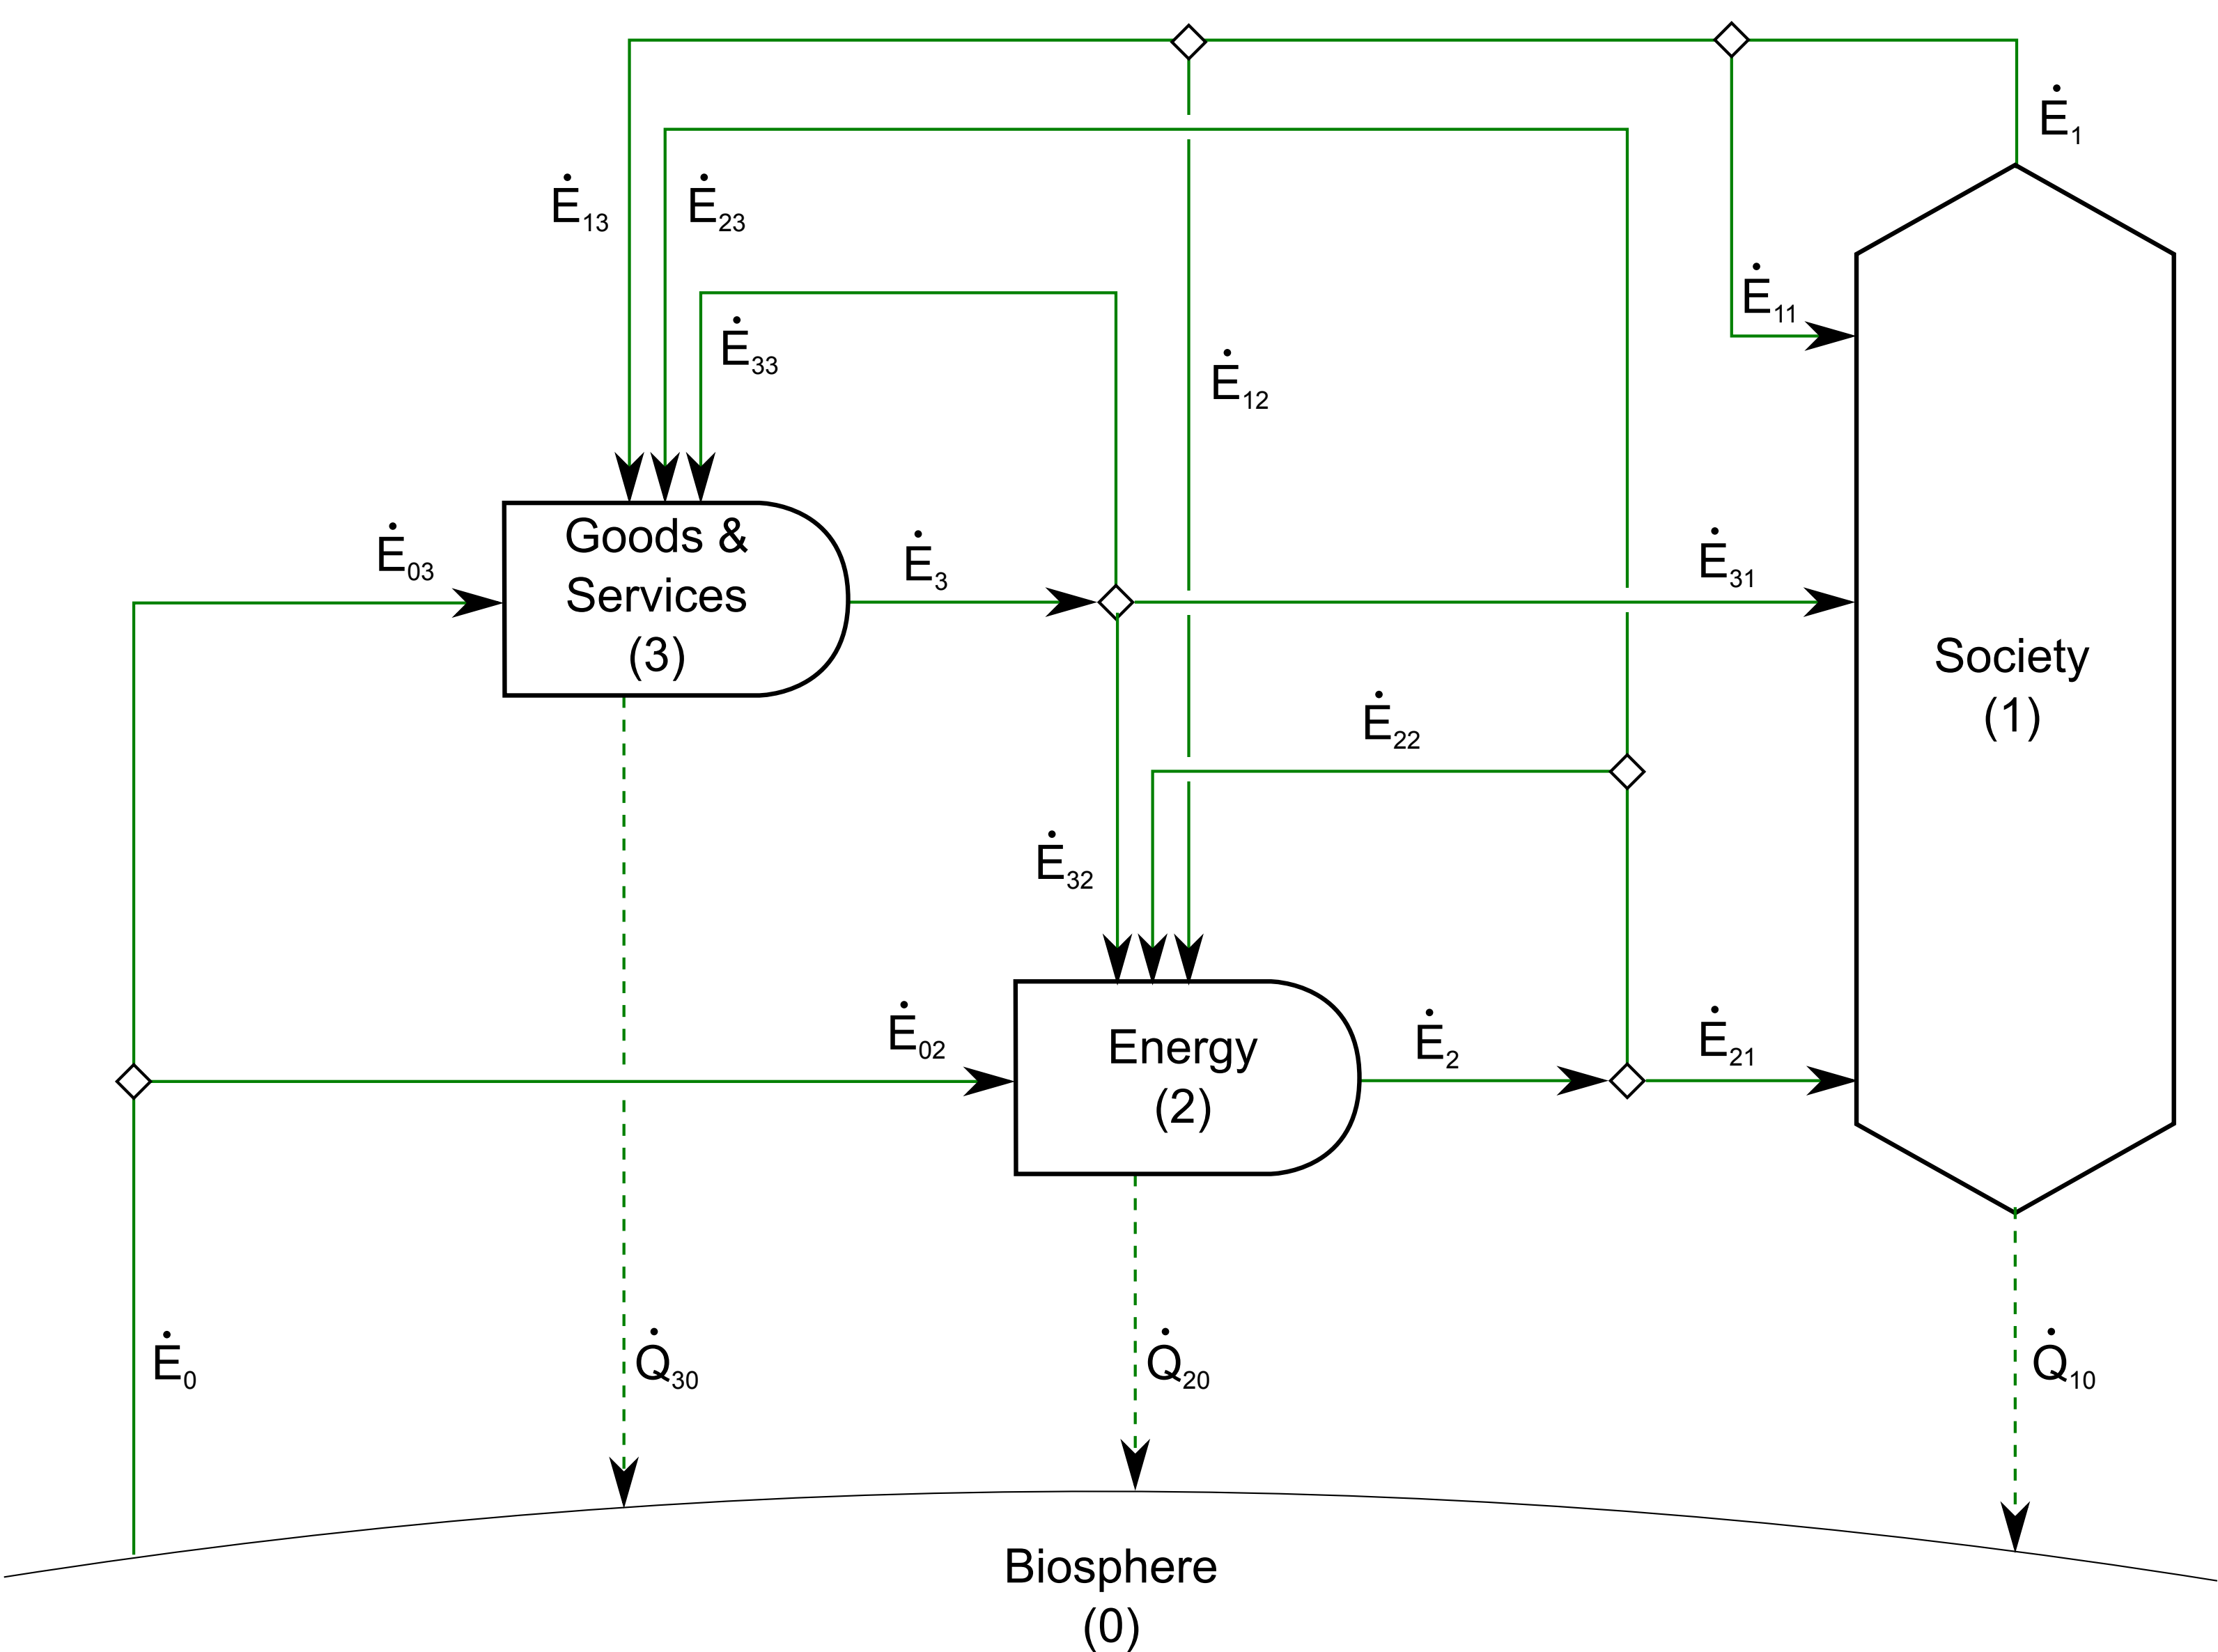 Ė₁
Ė₁₃
Ė₂₃
Ė₁₁
Ė₃₃
Ė₁₂
Ė₀₃
Goods &
Services
(3)
Ė₃
Ė₃₁
Society
(1)
Ė₂₂
Ė₃₂
Ė₀₂
Energy
(2)
Ė₂
Ė₂₁
Ė₀
Q̇₃₀
Q̇₂₀
Q̇₁₀
Biosphere
(0)